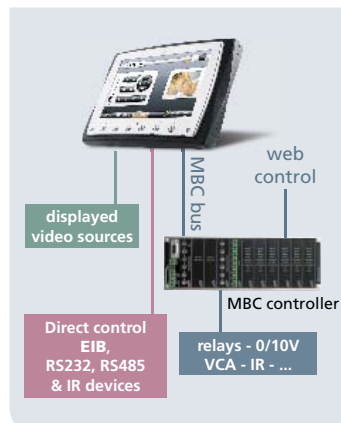 MBC bus
web
control
displayed
video sources
MBC controller
Direct control
EIB,
RS232, RS485
& IR devices
relays - 0/10V
VCA - IR - ...